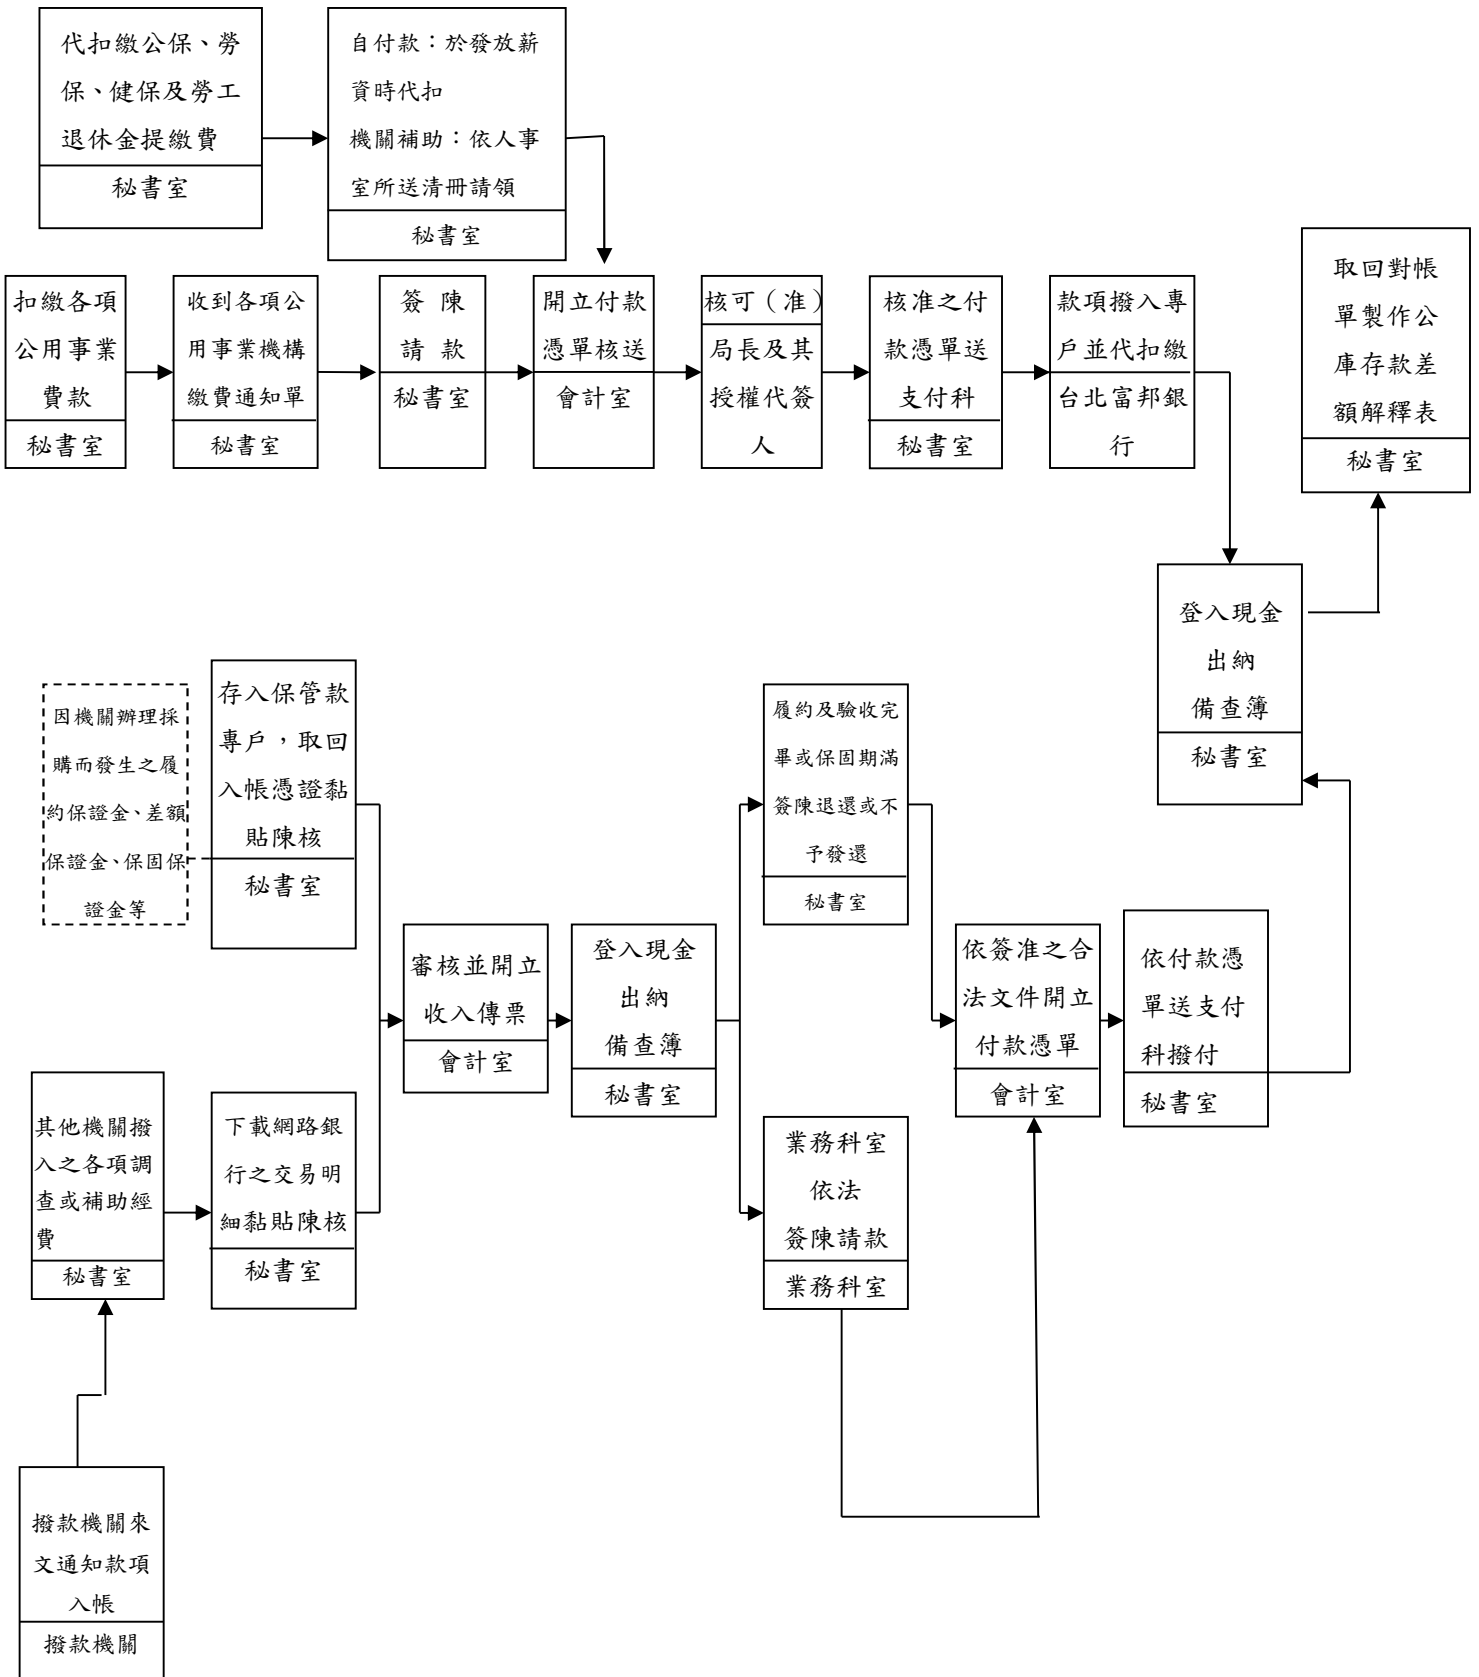 代扣繳公保、勞
保、健保及勞工
退休金提繳費
秘書室
自付款：於發放薪
資時代扣
機關補助：依人事
室所送清冊請領
秘書室
扣繳各項
公用事業
費款
秘書室
收到各項公
用事業機構
繳費通知單
秘書室
簽 陳
請 款
秘書室
開立付款
憑單核送
會計室
核可（准）
局長及其
授權代簽
人
核准之付
款憑單送
支付科
秘書室
款項撥入專
戶並代扣繳
台北富邦銀
行
取回對帳
單製作公
庫存款差
額解釋表
秘書室
登入現金
出納
備查簿
秘書室
因機關辦理採
購而發生之履
約保證金、差額
保證金、保固保
證金等
存入保管款
專戶，取回
入帳憑證黏
貼陳核
秘書室
履約及驗收完
畢或保固期滿
簽陳退還或不
予發還
秘書室
審核並開立
收入傳票
會計室
登入現金
出納
備查簿
秘書室
依簽准之合
法文件開立
付款憑單
會計室
依付款憑
單送支付
科撥付
秘書室
其他機關撥
入之各項調
查或補助經
費
秘書室
下載網路銀
行之交易明
細黏貼陳核
秘書室
業務科室
依法
簽陳請款
業務科室
撥款機關來
文通知款項
入帳
撥款機關